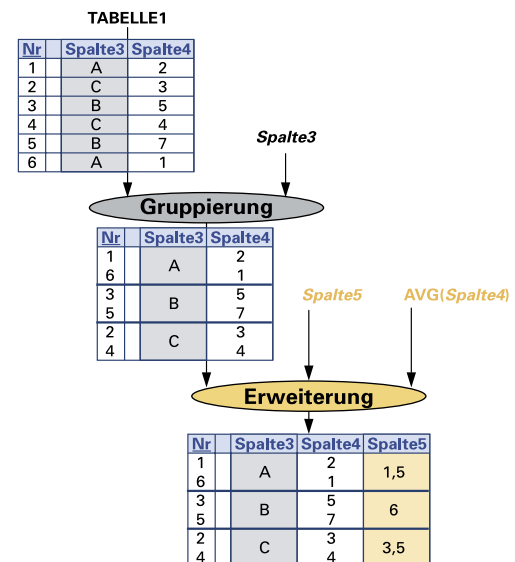 TABELLE1
Nr Spalte3 Spalte4
1 A 2
2 C 3
3 B 5
4 C 4
5 B 7
6 A 1
Spalte3
Gruppierung
Nr Spalte3 Spalte4
1 2
A
6 1
3 5
B
5 7
2 3
C
4 4
Spalte5 AVG(Spalte4)
Erweiterung
Nr Spalte3 Spalte4 Spalte5
1 2
A 1,5
6 1
3 5
B 6
5 7
2 3
C 3,5
4 4